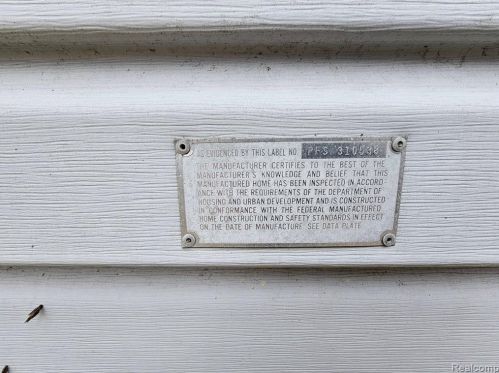 AS EVIDENCED BY THIS LABEL NO. PFS 310038
THE MANUFACTURER CERTIFIES TO THE BEST OF THE
MANUFACTURER'S KNOWLEDGE AND BELIEF THAT THIS
MANUFACTURED HOME HAS BEEN INSPECTED IN ACCORD-
ANCE WITH THE REQUIREMENTS OF THE DEPARTMENT OF
HOUSING AND URBAN DEVELOPMENT AND IS CONSTRUCTED
IN CONFORMANCE WITH THE FEDERAL MANUFACTURED
HOME CONSTRUCTION AND SAFETY STANDARDS IN EFFECT
ON THE DATE OF MANUFACTURE. SEE DATA PLATE.
Realcomp